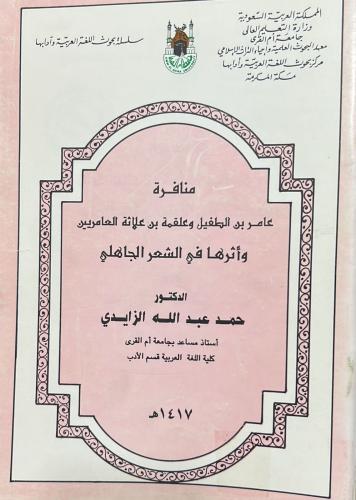 المملكة العربية السعودية
وزارة التعليم العالي
جامعة أم القرى
معهد البحوث العلمية وإحياء التراث الإسلامي
مركز بحوث اللغة العربية وآدابها
مكة المكرمة
سلسلة بحوث اللغة العربية وآدابها
منافرة
عامر بن الطفيل وعلقمة بن علاثة العامريين
وأثرها في الشعر الجاهلي
الدكتور
حمد عبد الله الزايدي
أستاذ مساعد بجامعة أم القرى
كلية اللغة العربية قسم الأدب
١٤١٧هـ